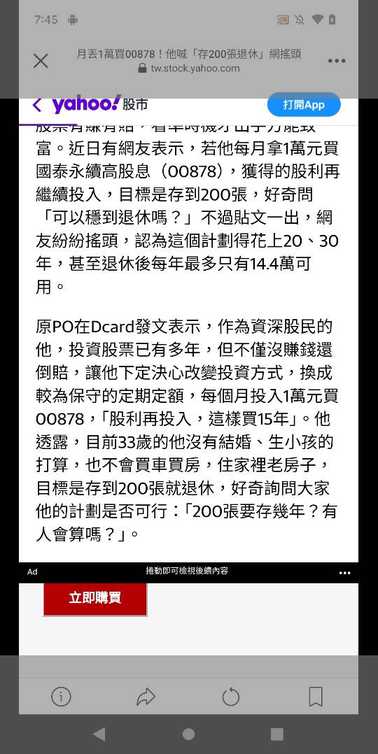 7:45
月丟1萬買00878！他喊「存200張退休」網搖頭
tw.stock.yahoo.com
yahoo! 股市
打開App
股票有賺有賠，看準時機才出手方能致
富。近日有網友表示，若他每月拿1萬元買
國泰永續高股息（00878），獲得的股利再
繼續投入，目標是存到200張，好奇問
「可以穩到退休嗎？」不過貼文一出，網
友紛紛搖頭，認為這個計劃得花上20、30
年，甚至退休後每年最多只有14.4萬可
用。
原PO在Dcard發文表示，作為資深股民的
他，投資股票已有多年，但不僅沒賺錢還
倒賠，讓他下定決心改變投資方式，換成
較為保守的定期定額，每個月投入1萬元買
00878，「股利再投入，這樣買15年」。他
透露，目前33歲的他沒有結婚、生小孩的
打算，也不會買車買房，住家裡老房子，
目標是存到200張就退休，好奇詢問大家
他的計劃是否可行：「200張要存幾年？有
人會算嗎？」。
Ad
捲動即可檢視後續內容
立即購買